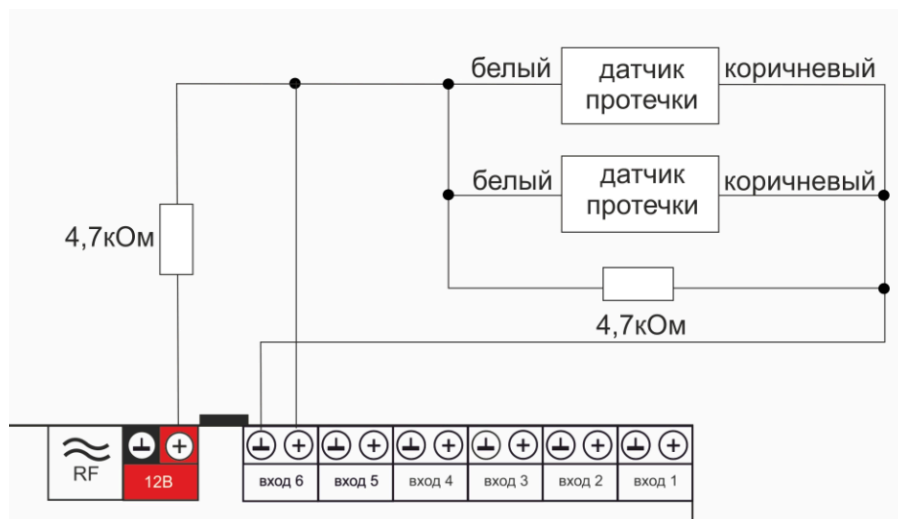 белый
датчик
протечки
коричневый
белый
датчик
протечки
коричневый
4,7кОм
4,7кОм
RF
12В
вход 6
вход 5
вход 4
вход 3
вход 2
вход 1